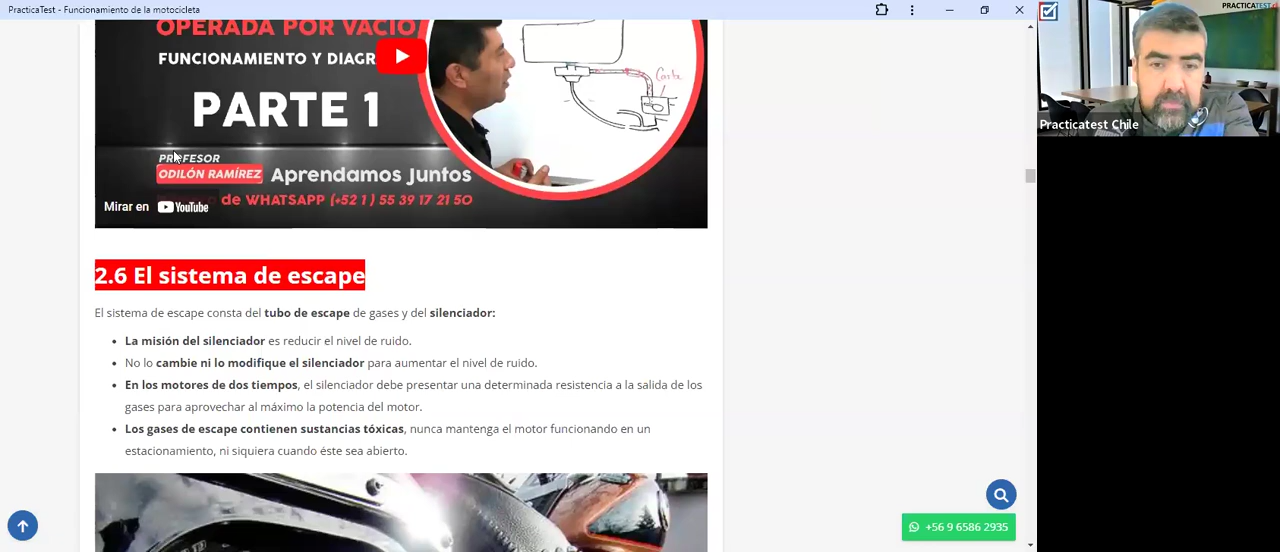 PracticaTest - Funcionamiento de la motocicleta
OPERADA POR VACIO
FUNCIONAMIENTO Y DIAGR
PARTE 1
PROFESOR
ODILÓN RAMÍREZ
Aprendamos Juntos
de WHATSAPP (+52 1 ) 55 39 17 21 50
Mirar en YouTube
2.6 El sistema de escape
El sistema de escape consta del tubo de escape de gases y del silenciador:
• La misión del silenciador es reducir el nivel de ruido.
• No lo cambie ni lo modifique el silenciador para aumentar el nivel de ruido.
• En los motores de dos tiempos, el silenciador debe presentar una determinada resistencia a la salida de los
gases para aprovechar al máximo la potencia del motor.
• Los gases de escape contienen sustancias tóxicas, nunca mantenga el motor funcionando en un
estacionamiento, ni siquiera cuando éste sea abierto.
+56 9 6586 2935
PRACTICATEST
Practicatest Chile